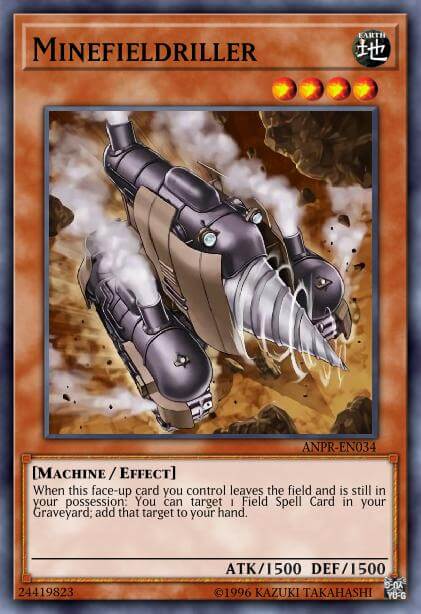 MINEFIELDRILLER
EARTH
地
ANPR-EN034
[MACHINE / EFFECT]
When this face-up card you control leaves the field and is still in
your possession: You can target 1 Field Spell Card in your
Graveyard; add that target to your hand.
ATK/1500 DEF/1500
24419823
©1996 KAZUKI TAKAHASHI